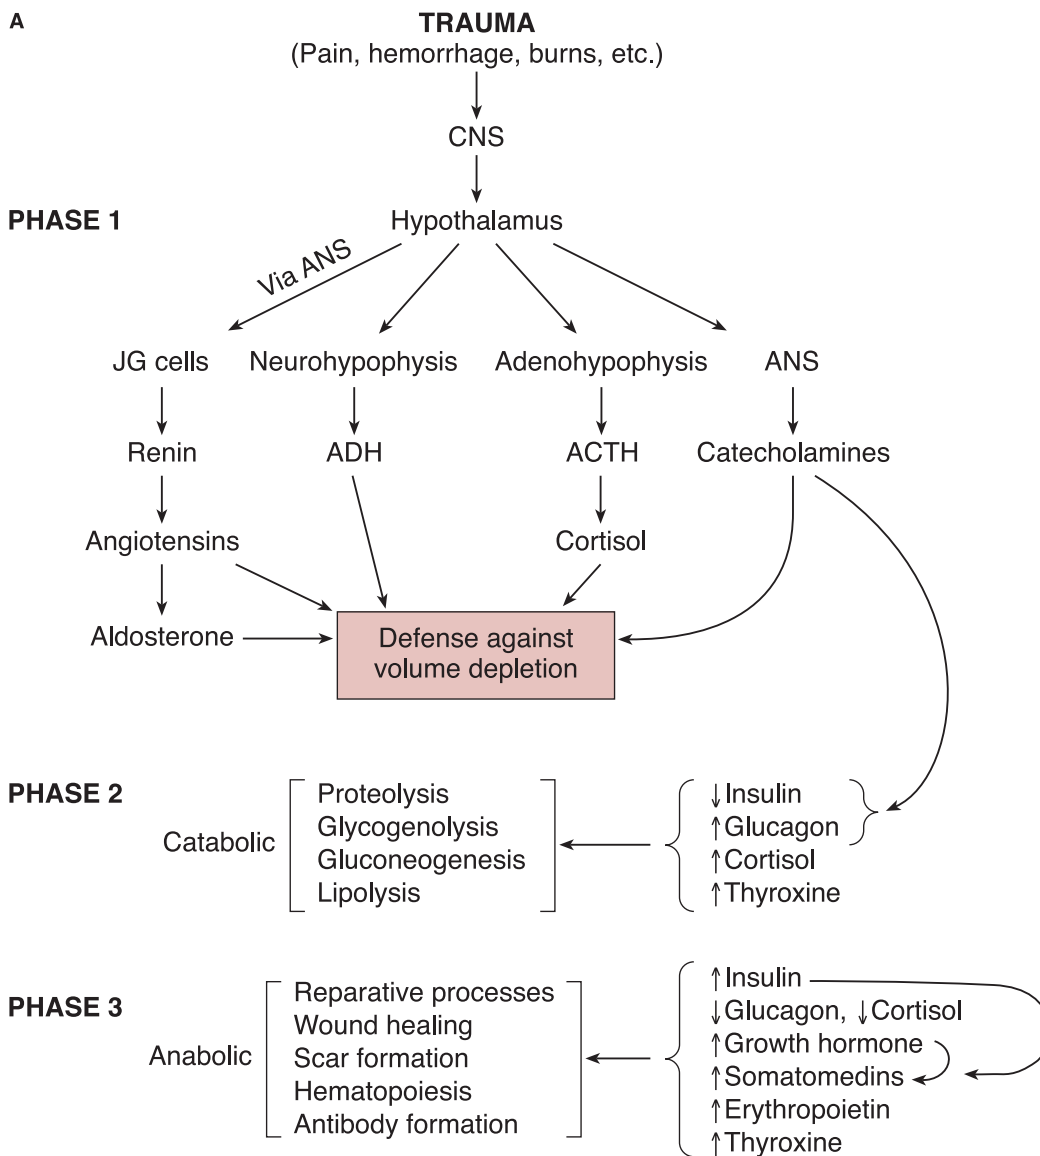 A
TRAUMA
(Pain, hemorrhage, burns, etc.)
CNS
PHASE 1
Hypothalamus
Via ANS
JG cells
Neurohypophysis
Adenohypophysis
ANS
Renin
ADH
ACTH
Catecholamines
Angiotensins
Cortisol
Aldosterone
Defense against
volume depletion
PHASE 2
Catabolic
Proteolysis
Glycogenolysis
Gluconeogenesis
Lipolysis
↓Insulin
↑Glucagon
↑Cortisol
↑Thyroxine
PHASE 3
Anabolic
Reparative processes
Wound healing
Scar formation
Hematopoiesis
Antibody formation
↑Insulin
↓Glucagon, ↓Cortisol
↑Growth hormone
↑Somatomedins
↑Erythropoietin
↑Thyroxine